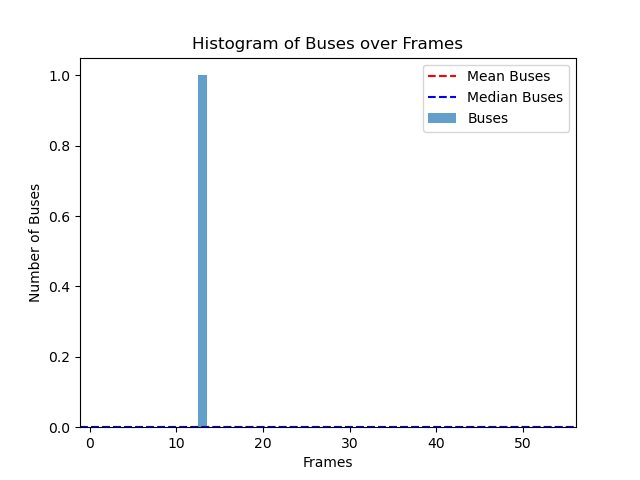 Histogram of Buses over Frames
Mean Buses
Median Buses
Buses
1.0
0.8
0.6
0.4
0.2
0.0
Number of Buses
0 10 20 30 40 50
Frames